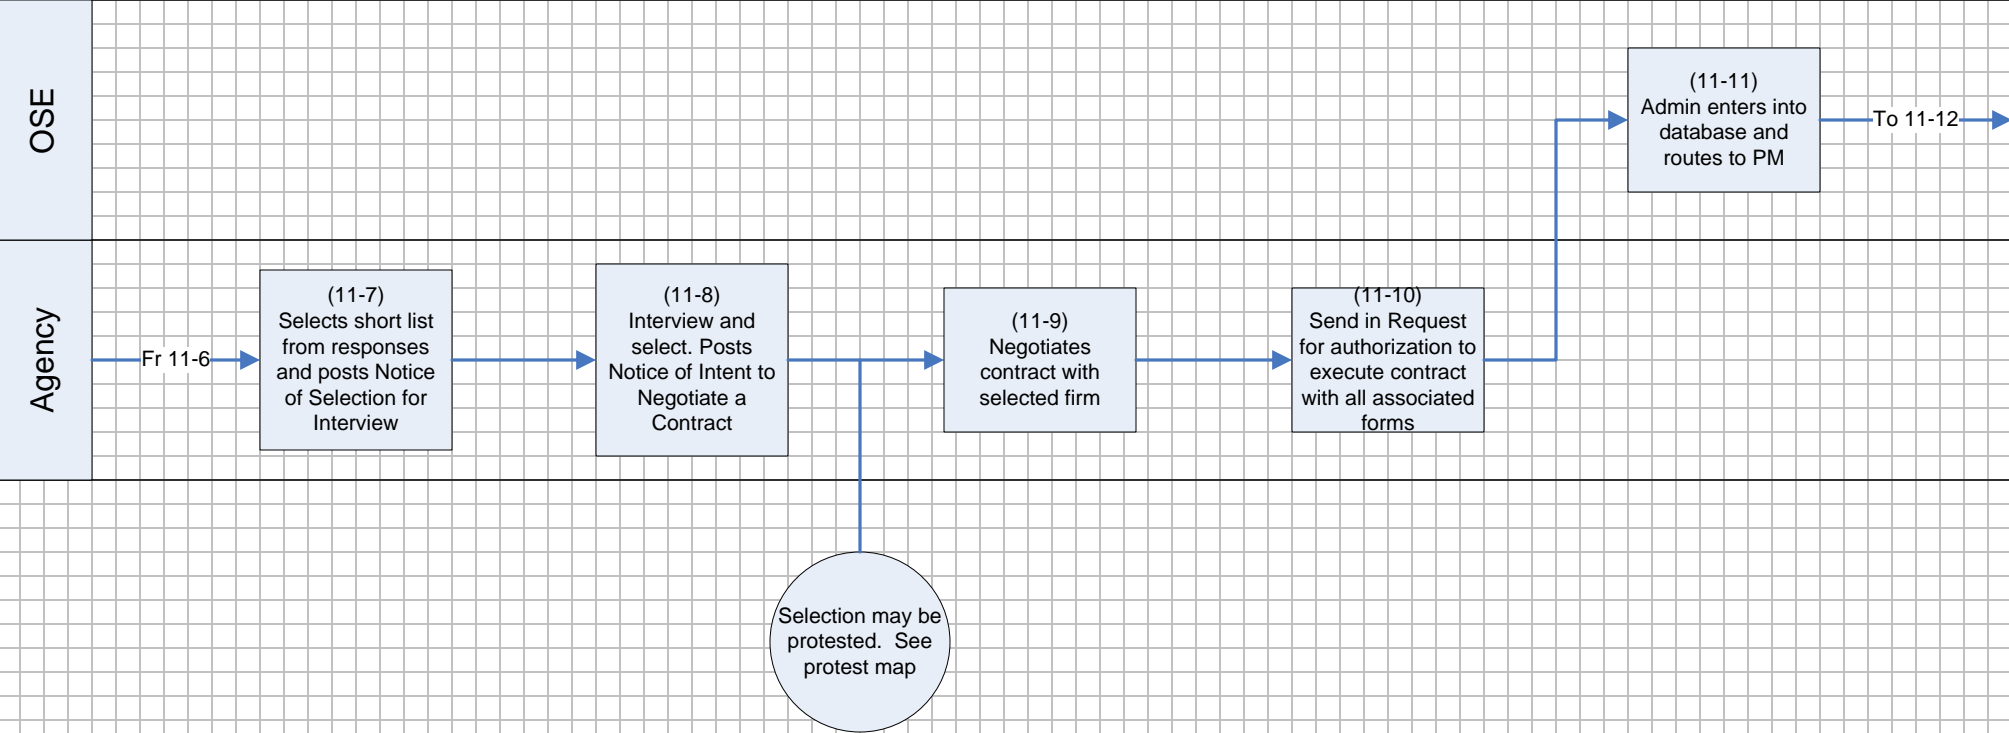 OSE
(11-11)
Admin enters into
database and
routes to PM
To 11-12
Agency
Fr 11-6
(11-7)
Selects short list
from responses
and posts Notice
of Selection for
Interview
(11-8)
Interview and
select. Posts
Notice of Intent to
Negotiate a
Contract
(11-9)
Negotiates
contract with
selected firm
(11-10)
Send in Request
for authorization to
execute contract
with all associated
forms
Selection may be
protested.  See
protest map